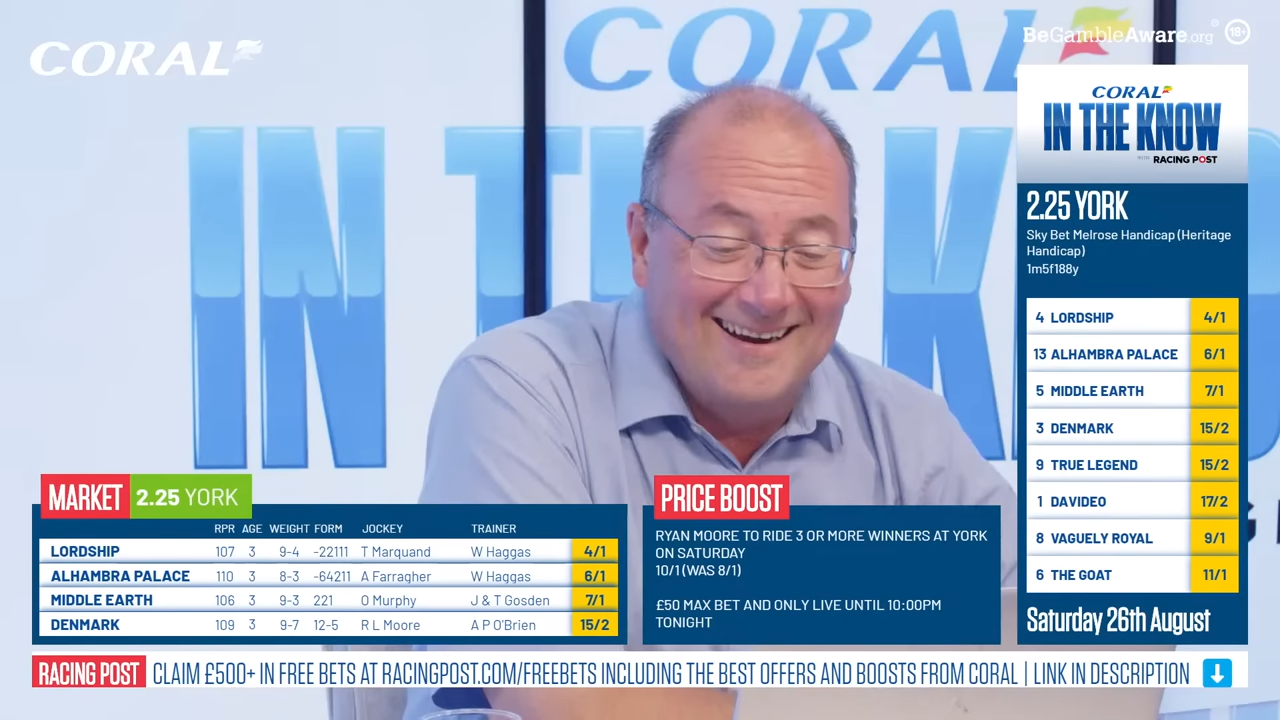 CORAL
CORAL
BeGambleAware.org® 18+
IN THE K
CORAL
IN THE KNOW
WITH RACING POST
2.25 YORK
Sky Bet Melrose Handicap (Heritage
Handicap)
1m5f188y
4 LORDSHIP 4/1
13 ALHAMBRA PALACE 6/1
5 MIDDLE EARTH 7/1
3 DENMARK 15/2
9 TRUE LEGEND 15/2
1 DAVIDEO 17/2
8 VAGUELY ROYAL 9/1
6 THE GOAT 11/1
Saturday 26th August
MARKET 2.25 YORK
RPR AGE WEIGHT FORM JOCKEY TRAINER
LORDSHIP 107 3 9-4 -22111 T Marquand W Haggas 4/1
ALHAMBRA PALACE 110 3 8-3 -64211 A Farragher W Haggas 6/1
MIDDLE EARTH 106 3 9-3 221 O Murphy J & T Gosden 7/1
DENMARK 109 3 9-7 12-5 R L Moore A P O'Brien 15/2
PRICE BOOST
RYAN MOORE TO RIDE 3 OR MORE WINNERS AT YORK
ON SATURDAY
10/1 (WAS 8/1)
£50 MAX BET AND ONLY LIVE UNTIL 10:00PM
TONIGHT
RACING POST CLAIM £500+ IN FREE BETS AT RACINGPOST.COM/FREEBETS INCLUDING THE BEST OFFERS AND BOOSTS FROM CORAL | LINK IN DESCRIPTION